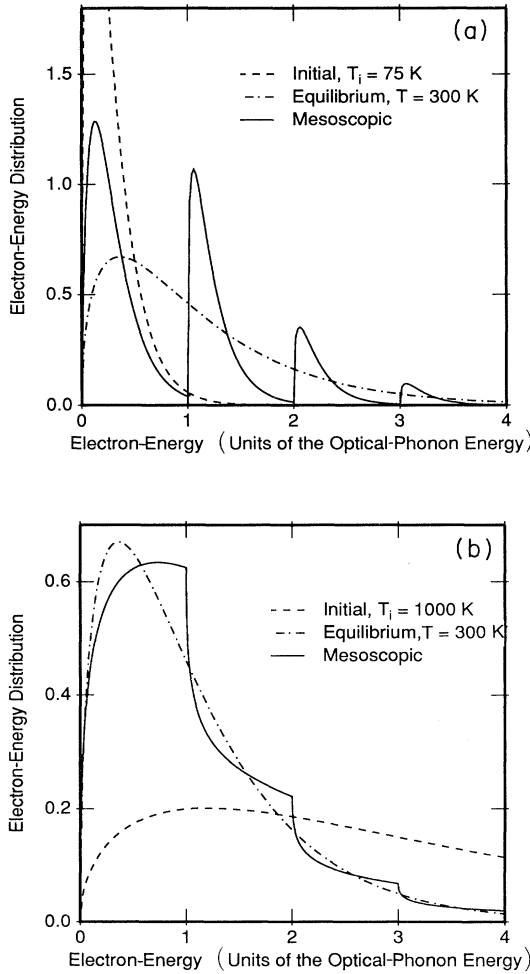 (a)
Initial, Tᵢ = 75 K
Equilibrium, T = 300 K
Mesoscopic
Electron-Energy Distribution
1.5
1.0
0.5
0.0
0 1 2 3 4
Electron-Energy (Units of the Optical-Phonon Energy)
(b)
Initial, Tᵢ = 1000 K
Equilibrium,T = 300 K
Mesoscopic
Electron-Energy Distribution
0.6
0.4
0.2
0.0
0 1 2 3 4
Electron-Energy (Units of the Optical-Phonon Energy)